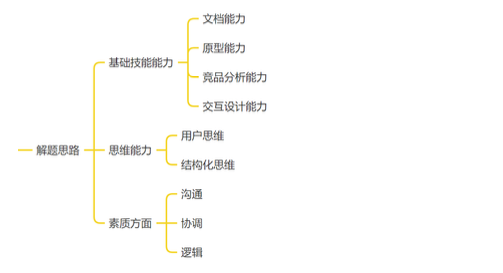 文档能力
原型能力
基础技能能力
竞品分析能力
交互设计能力
用户思维
解题思路
思维能力
结构化思维
沟通
素质方面
协调
逻辑